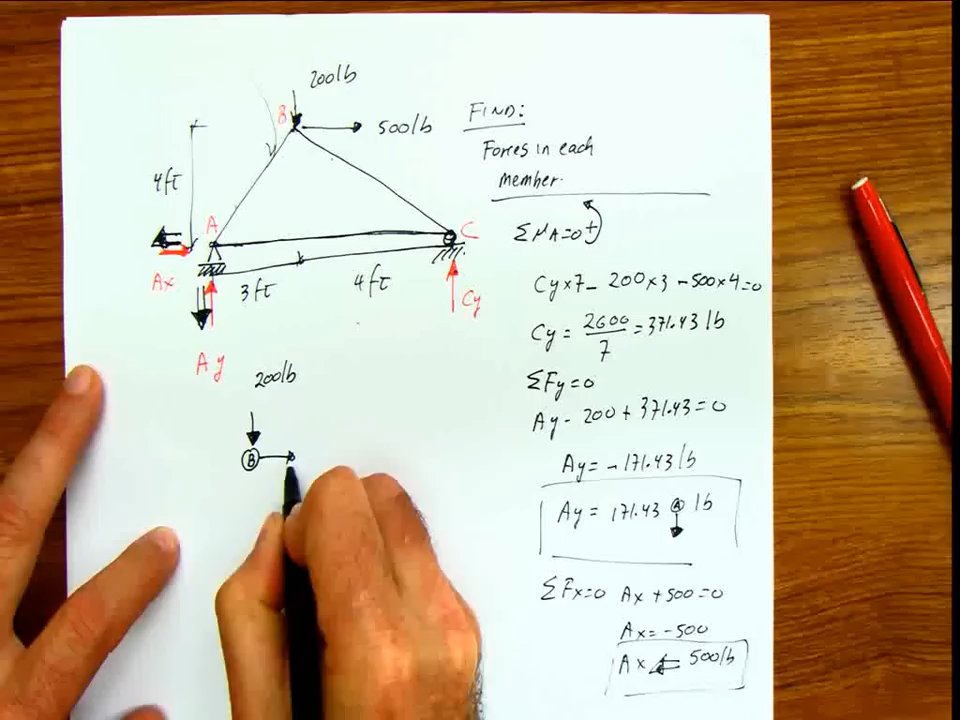 200lb
B
500lb
4ft
A
C
Ax
3ft
4ft
Cy
Ay
200lb
B
FIND:
Forces in each
member.
ΣMA=0+
Cy×7- 200×3 -500×4=0
Cy= 2600/7 =371.43 lb
ΣFy=0
Ay- 200+371.43=0
Ay= -171.43lb
Ay= 171.43 A lb
ΣFx=0 Ax+500=0
Ax=-500
Ax 500lb